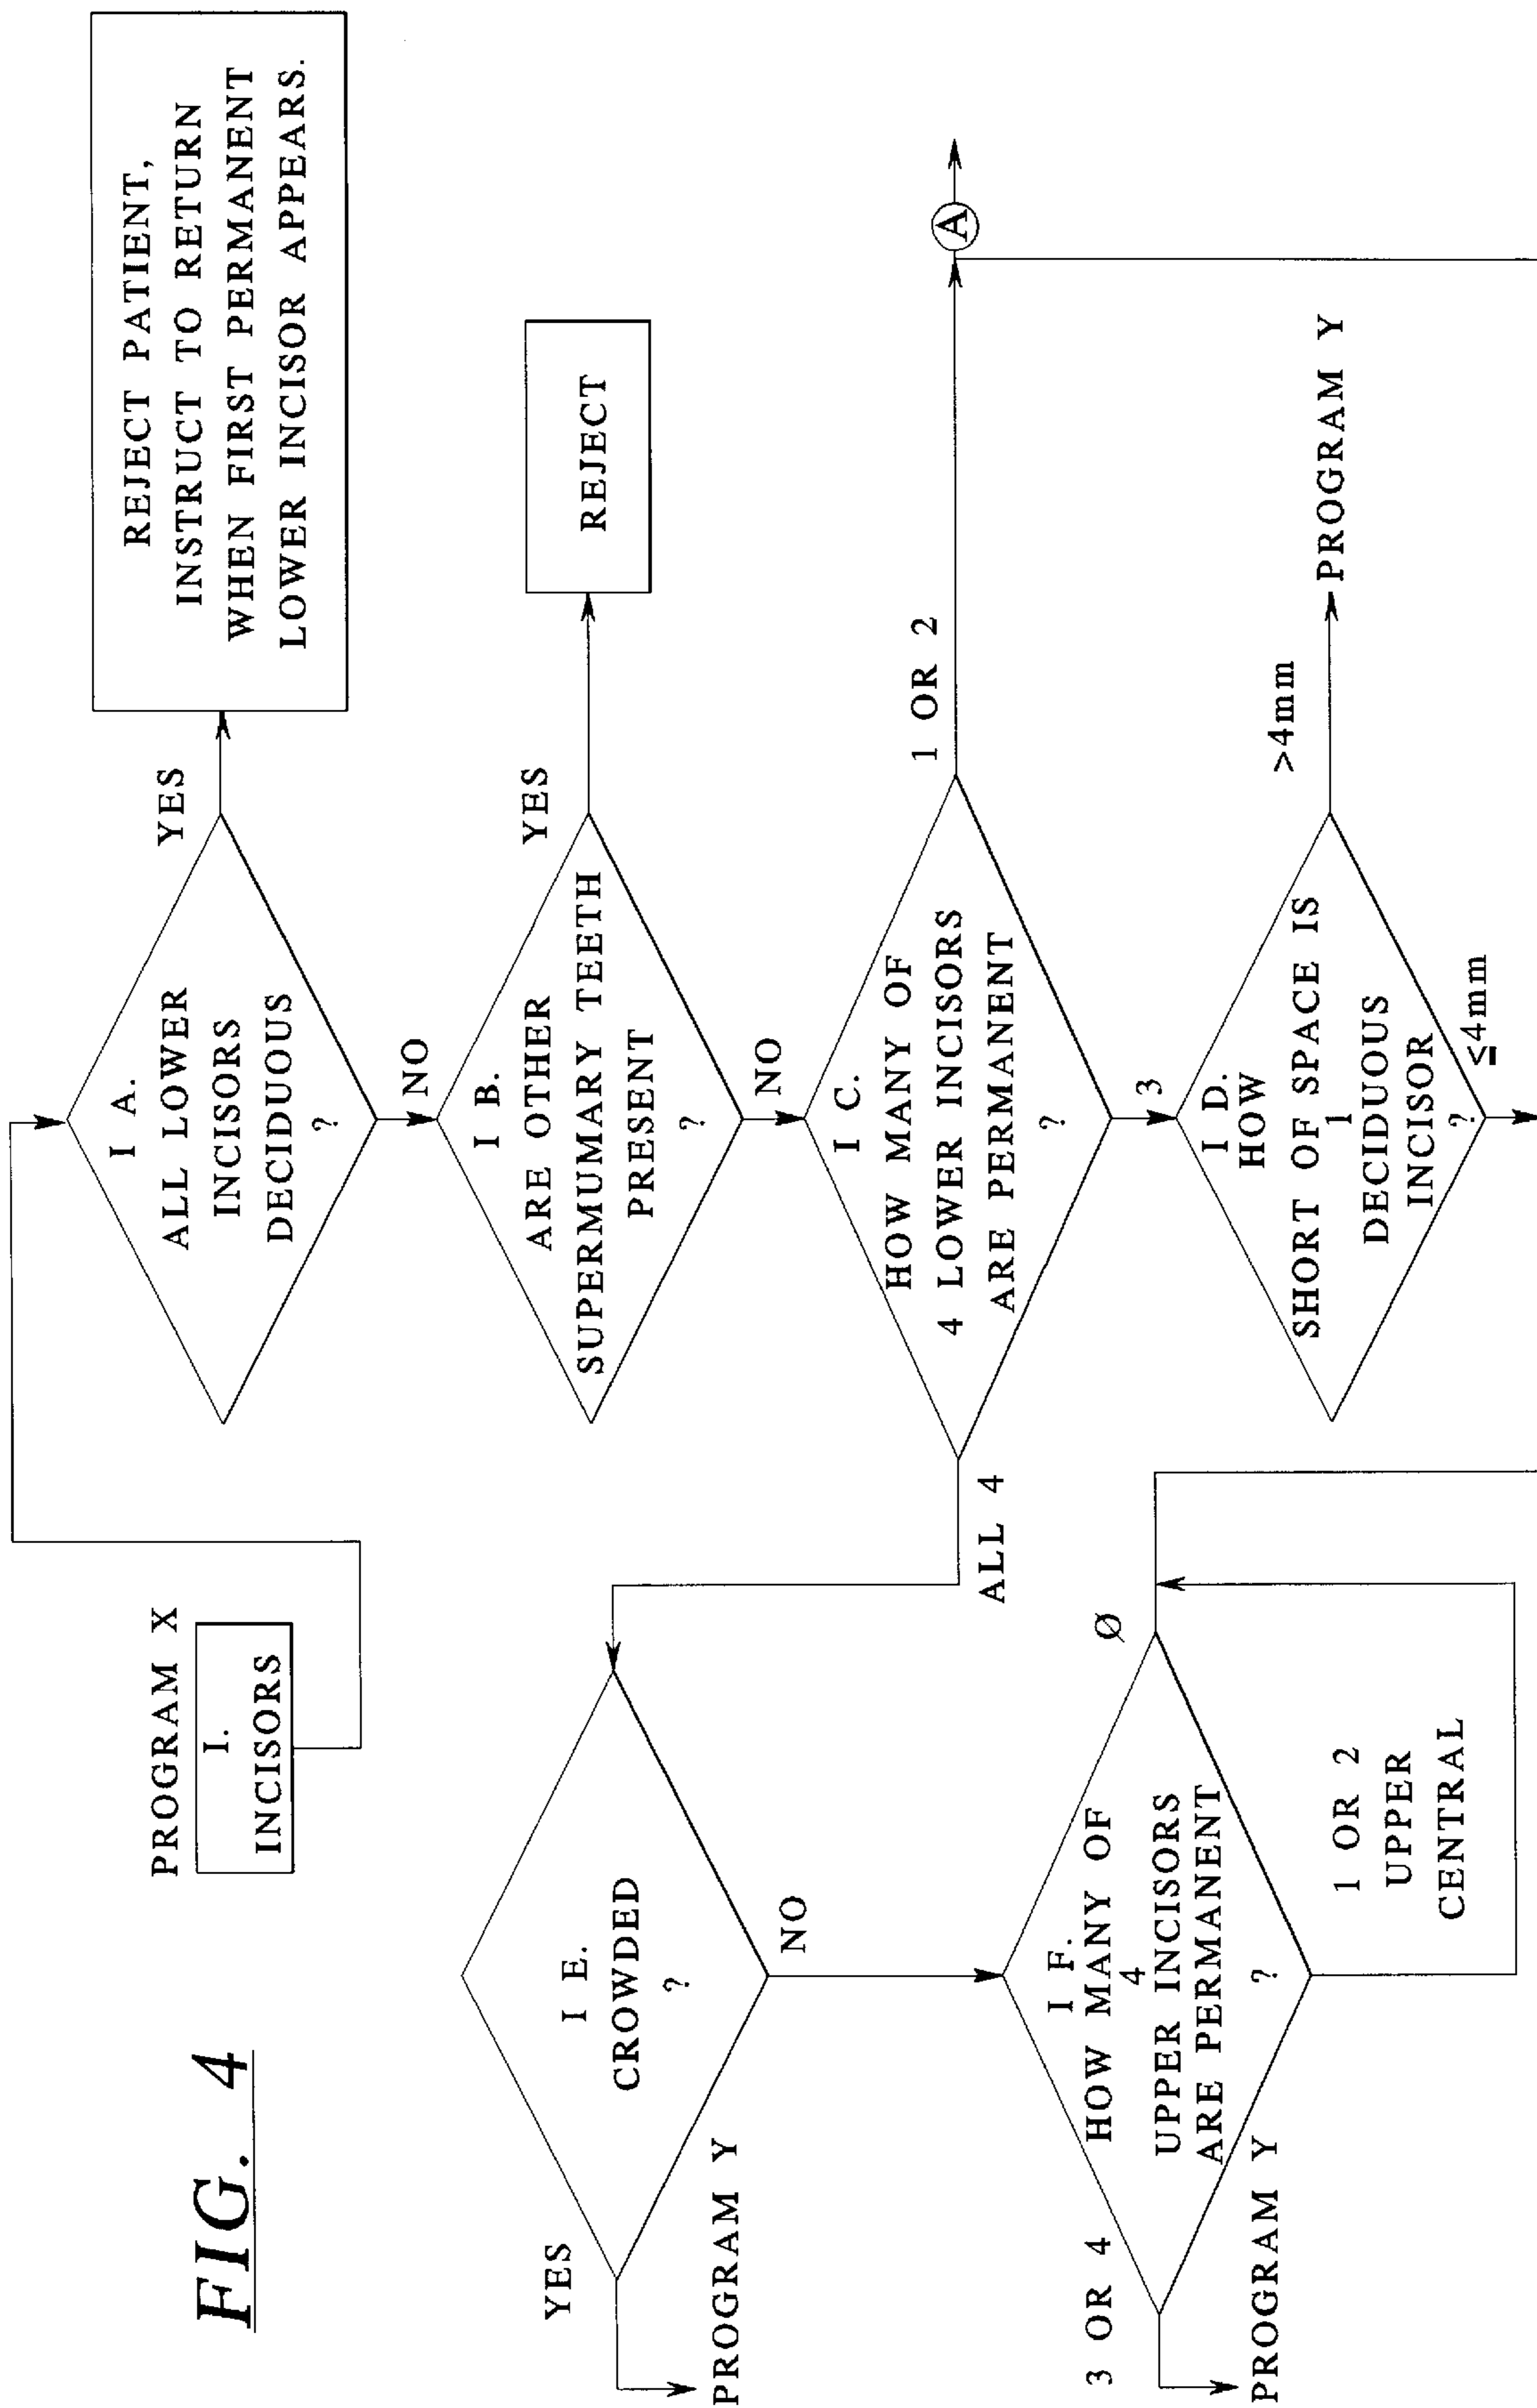 FIG. 4
PROGRAM X
I.
INCISORS
I A.
ALL LOWER
INCISORS
DECIDUOUS
?
YES
REJECT PATIENT,
INSTRUCT TO RETURN
WHEN FIRST PERMANENT
LOWER INCISOR APPEARS.
NO
I B.
ARE OTHER
SUPERMUMARY TEETH
PRESENT
?
YES
REJECT
NO
I C.
HOW MANY OF
4 LOWER INCISORS
ARE PERMANENT
?
1 OR 2
A
ALL 4
3
I D.
HOW
SHORT OF SPACE IS
1
DECIDUOUS
INCISOR
?
>4mm
PROGRAM Y
≤4mm
I E.
CROWDED
?
YES
PROGRAM Y
NO
I F.
HOW MANY OF
4
UPPER INCISORS
ARE PERMANENT
?
3 OR 4
PROGRAM Y
Ø
1 OR 2
UPPER
CENTRAL